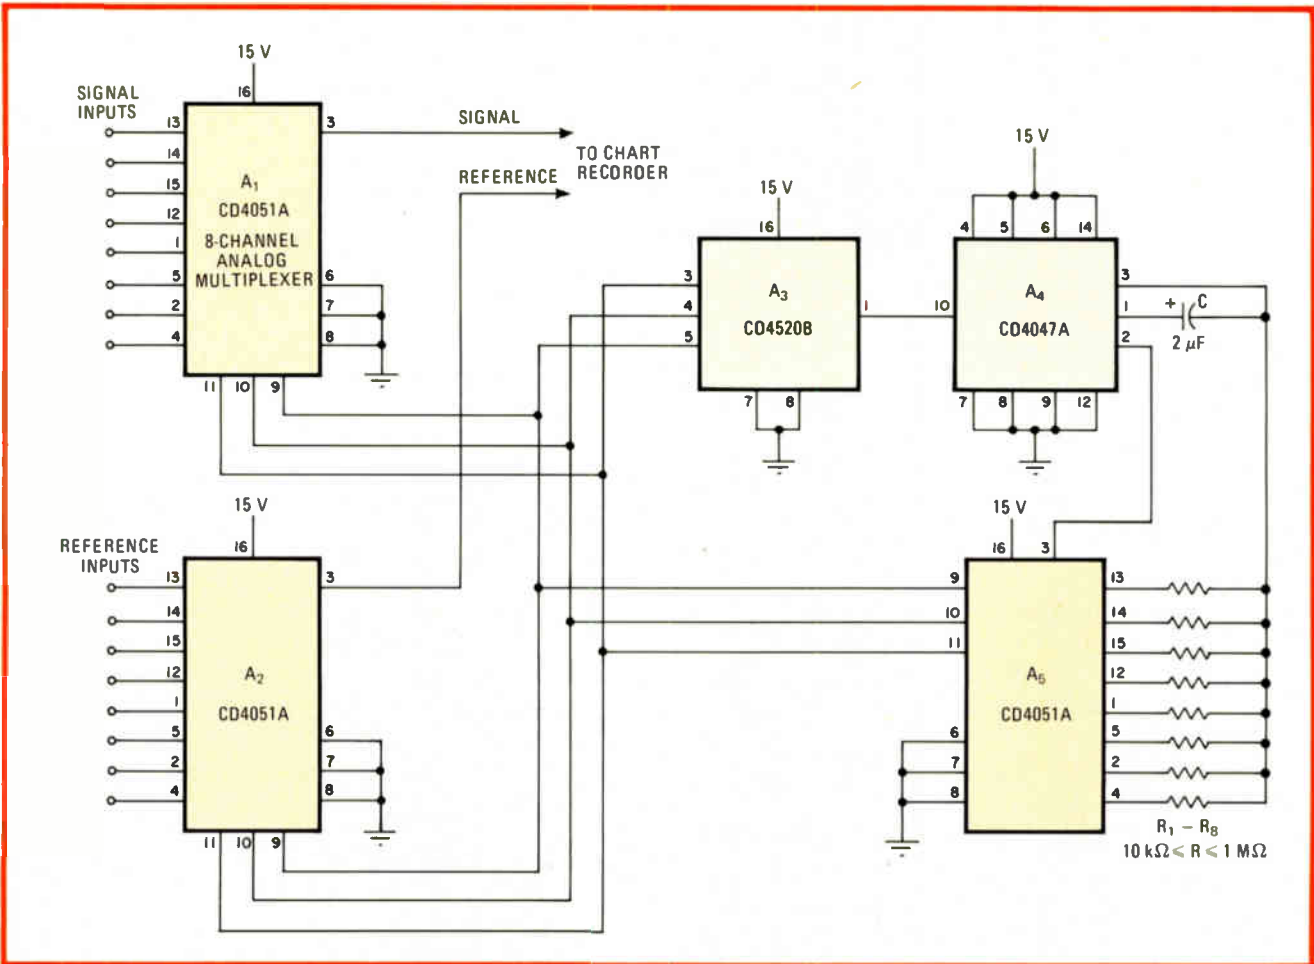 15 V
SIGNAL
INPUTS
16
13
14
15
12
1
5
2
4
A1
CD4051A
8-CHANNEL
ANALOG
MULTIPLEXER
3
6
7
8
11
10
9
SIGNAL
REFERENCE
TO CHART
RECORDER
15 V
16
3
4
5
A3
CD4520B
1
7
8
15 V
4
5
6
14
10
A4
CD4047A
3
1
2
+
C
2 µF
7
8
9
12
15 V
REFERENCE
INPUTS
16
13
14
15
12
1
5
2
4
A2
CD4051A
3
6
7
8
11
10
9
15 V
16
3
9
10
11
6
7
8
A5
CD4051A
13
14
15
12
1
5
2
4
R1 – R8
10 kΩ < R < 1 MΩ